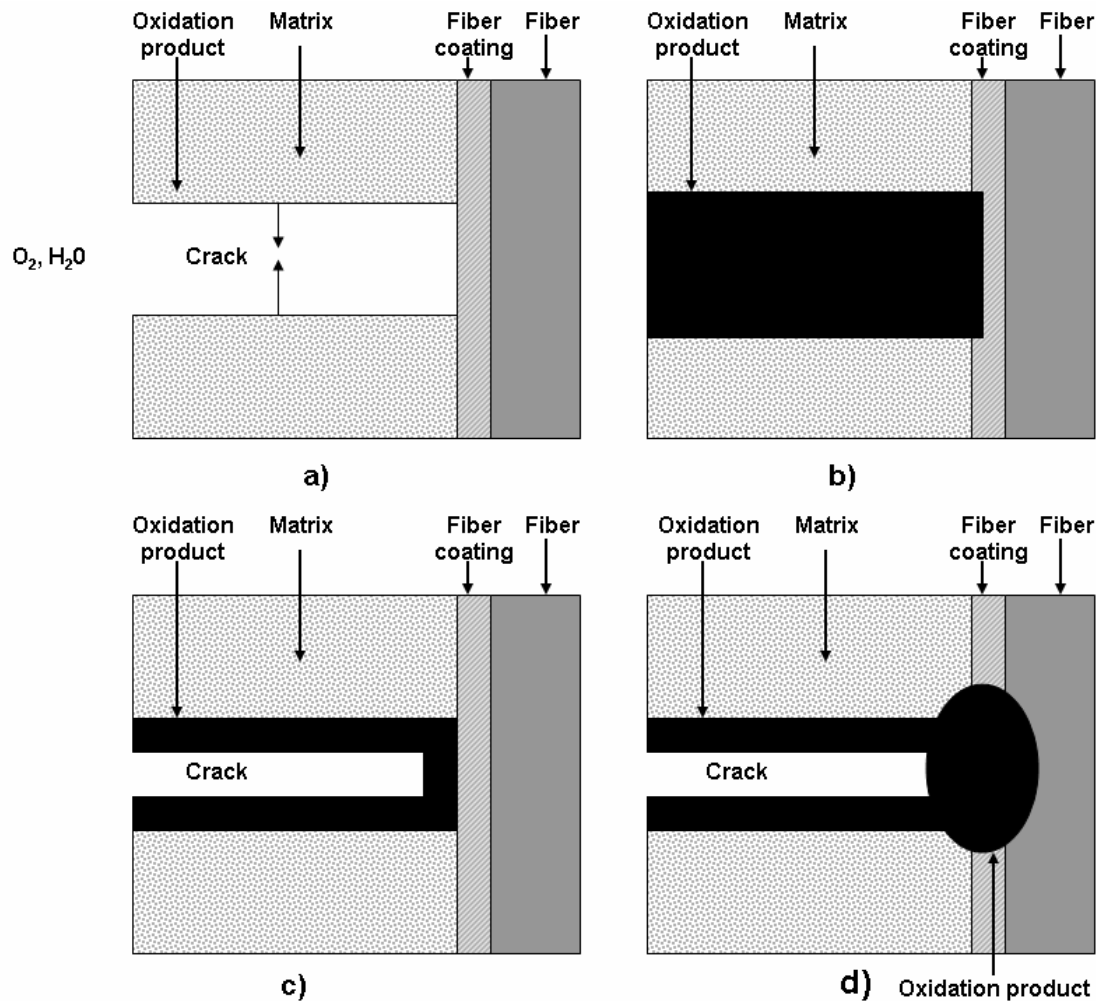 Oxidation product
Matrix
Fiber coating
Fiber
O₂, H₂0
Crack
a)
Oxidation product
Matrix
Fiber coating
Fiber
b)
Oxidation product
Matrix
Fiber coating
Fiber
Crack
c)
Oxidation product
Matrix
Fiber coating
Fiber
Crack
d)
Oxidation product